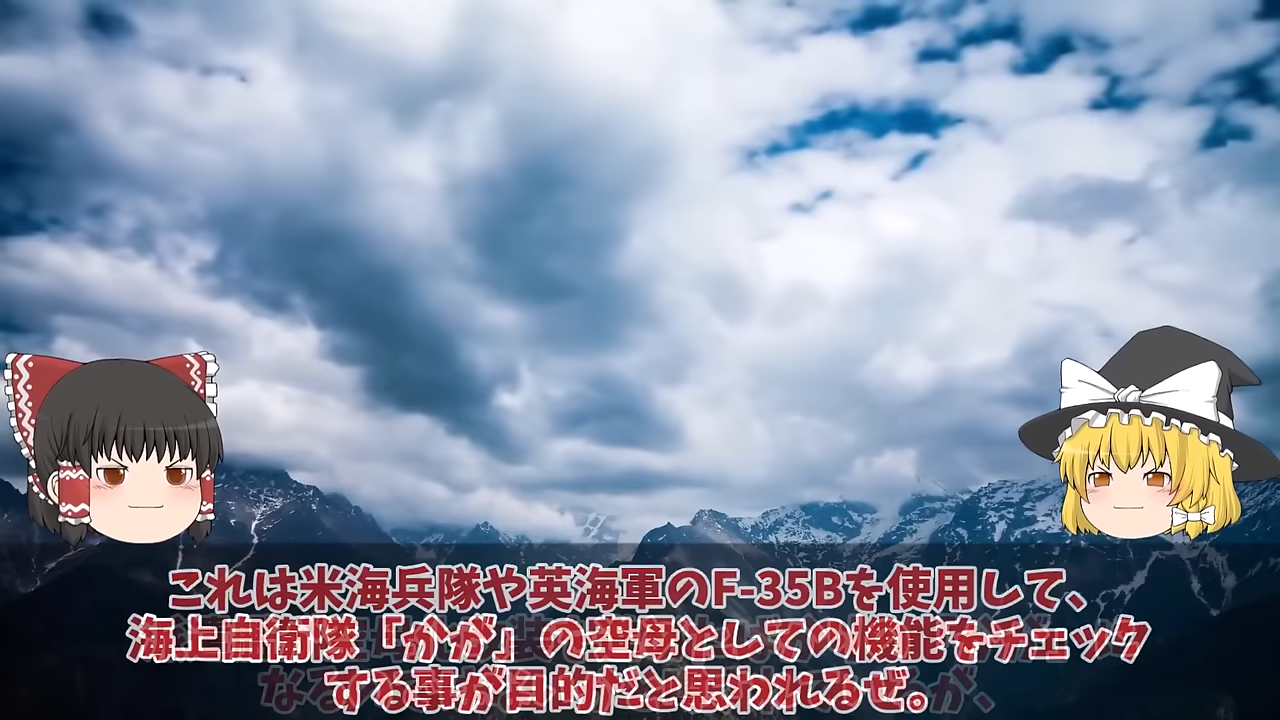 これは米海兵隊や英海軍のF-35Bを使用して、
海上自衛隊「かが」の空母としての機能をチェック
する事が目的だと思われるぜ。